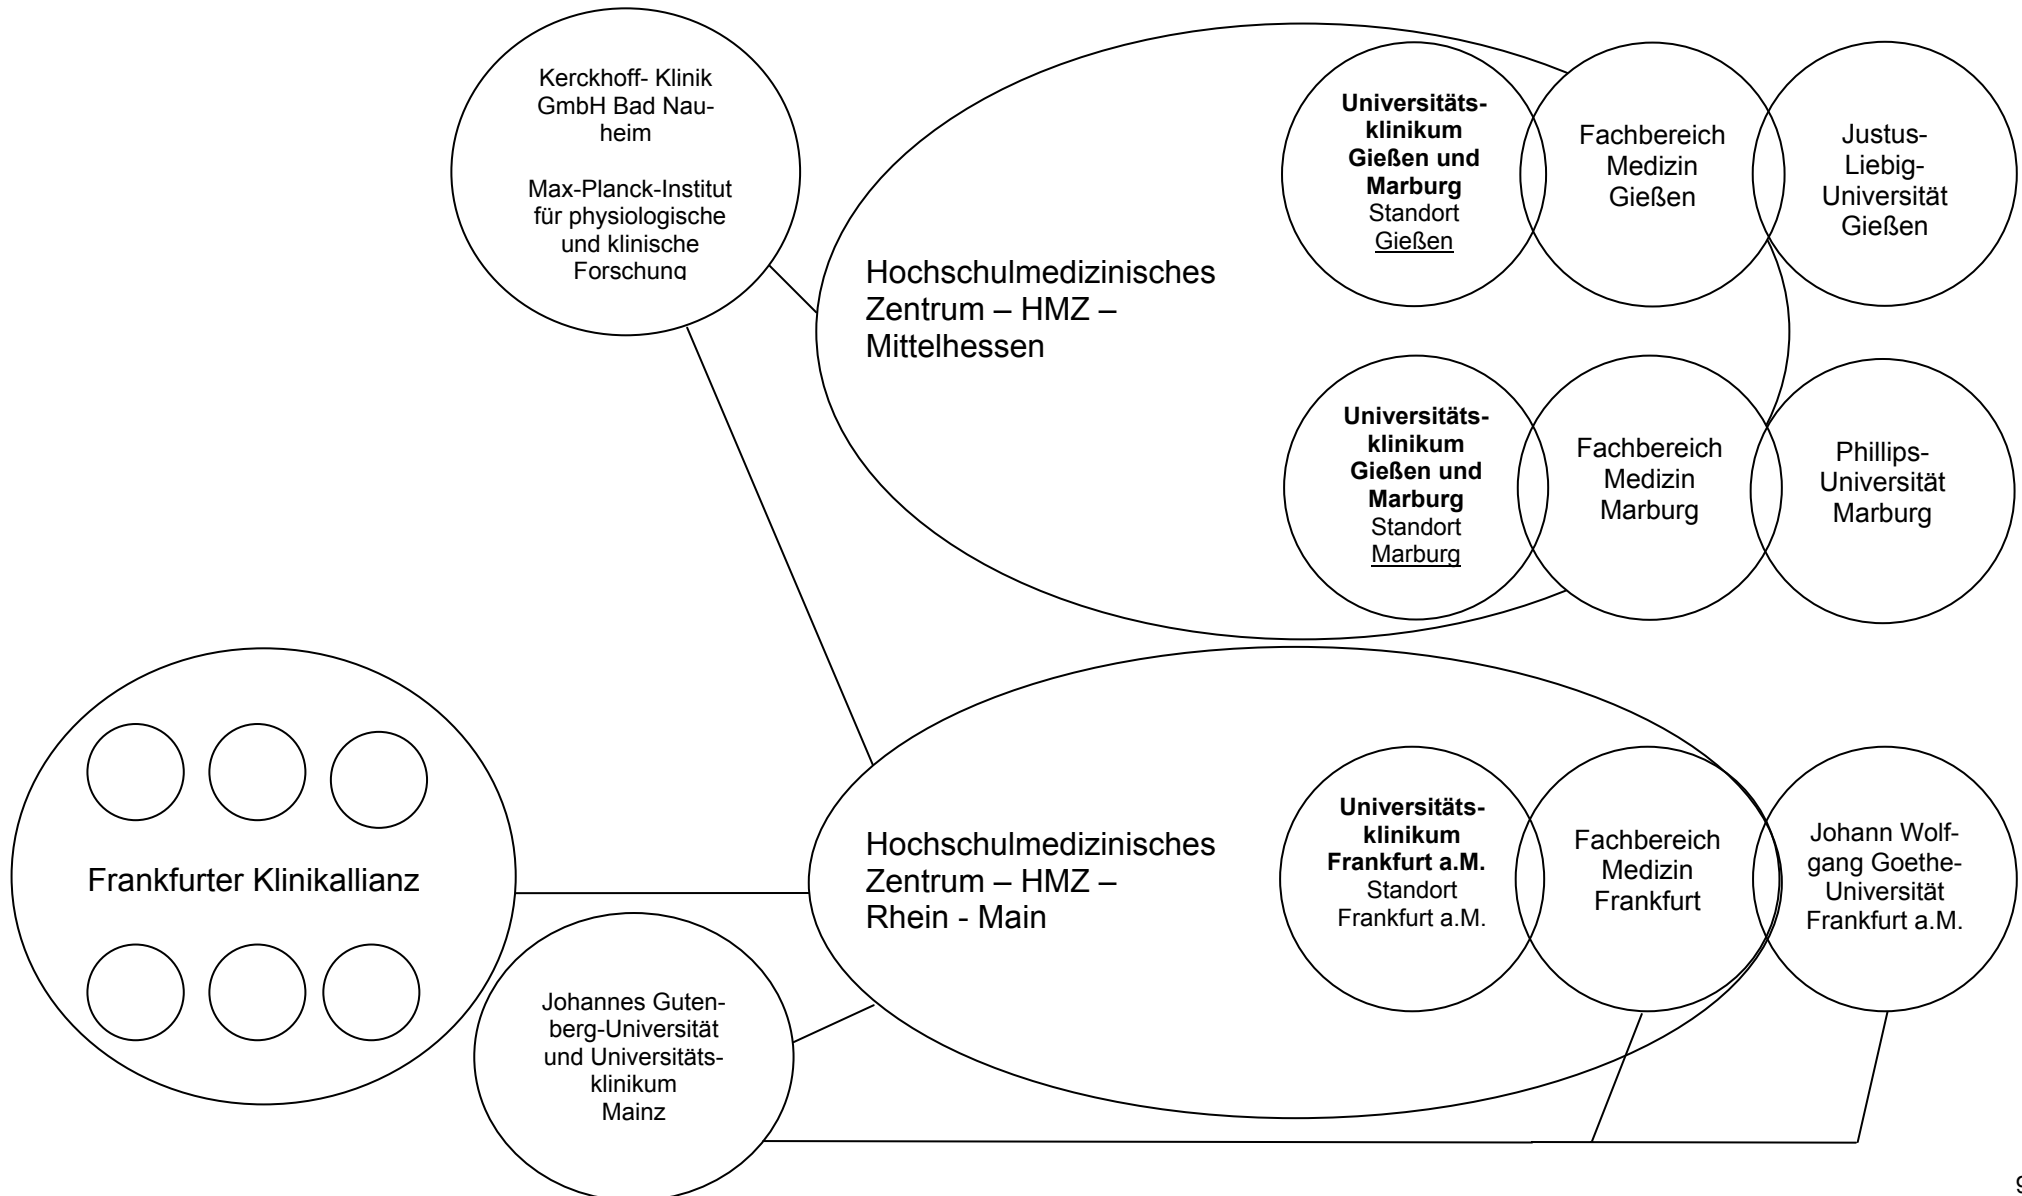 Kerckhoff- Klinik
GmbH Bad Nau-
heim
Max-Planck-Institut
für physiologische
und klinische
Forschung
Hochschulmedizinisches
Zentrum – HMZ –
Mittelhessen
Universitäts-
klinikum
Gießen und
Marburg
Standort
Gießen
Fachbereich
Medizin
Gießen
Justus-
Liebig-
Universität
Gießen
Universitäts-
klinikum
Gießen und
Marburg
Standort
Marburg
Fachbereich
Medizin
Marburg
Phillips-
Universität
Marburg
Frankfurter Klinikallianz
Hochschulmedizinisches
Zentrum – HMZ –
Rhein - Main
Universitäts-
klinikum
Frankfurt a.M.
Standort
Frankfurt a.M.
Fachbereich
Medizin
Frankfurt
Johann Wolf-
gang Goethe-
Universität
Frankfurt a.M.
Johannes Guten-
berg-Universität
und Universitäts-
klinikum
Mainz